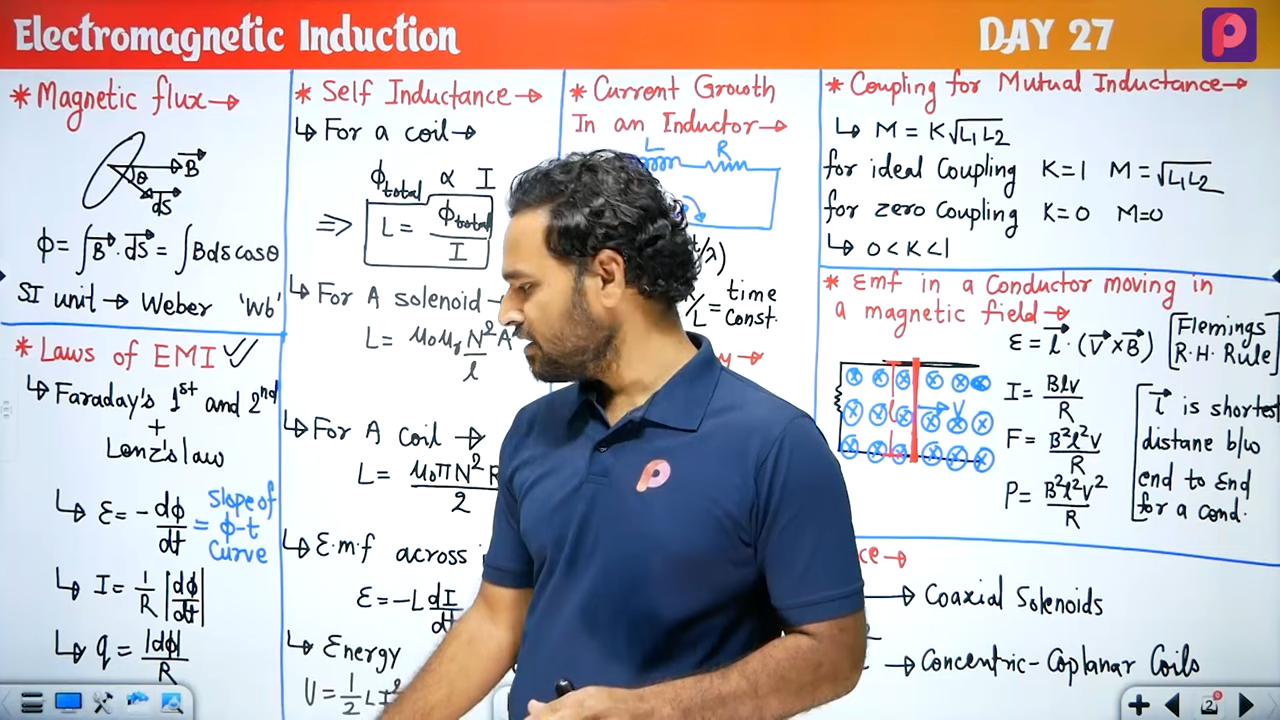 Electromagnetic Induction
DAY 27
* Magnetic flux →
θ B
ds
ϕ = ∫B · ds = ∫Bds cosθ
SI unit → Weber 'Wb'
* Laws of EMI ✓✓
↳ Faraday's 1st and 2nd
+
Lenz's law
↳ ε = -dϕ/dt = Slope of
ϕ-t
Curve
↳ I = 1/R |dϕ/dt|
↳ q = |dϕ|/R
* Self Inductance →
↳ For a coil →
ϕtotal ∝ I
⇒ L = ϕtotal/I
↳ For A solenoid
L = μ₀μᵣ N²A/l
↳ For A coil →
L = μ₀πN²R/2
↳ E.m.f across
ε = -L dI/dt
↳ Energy
U = 1/2 LI²
* Current Growth
In an Inductor →
L R
t/λ)
/L = time
Const.
* Coupling for Mutual Inductance →
↳ M = K√L₁L₂
for ideal Coupling K=1 M = √L₁L₂
for zero Coupling K=0 M=0
↳ 0<K<1
* Emf in a Conductor moving in
a magnetic field →
ε = l · (V×B) [Flemings
R·H· Rule]
l V
I = Blv/R
F = B²l²V/R
P = B²l²V²/R
[l is shortest
distane b/w
end to End
for a cond.
ce →
→ Coaxial Solenoids
→ Concentric-Coplanar Coils
2